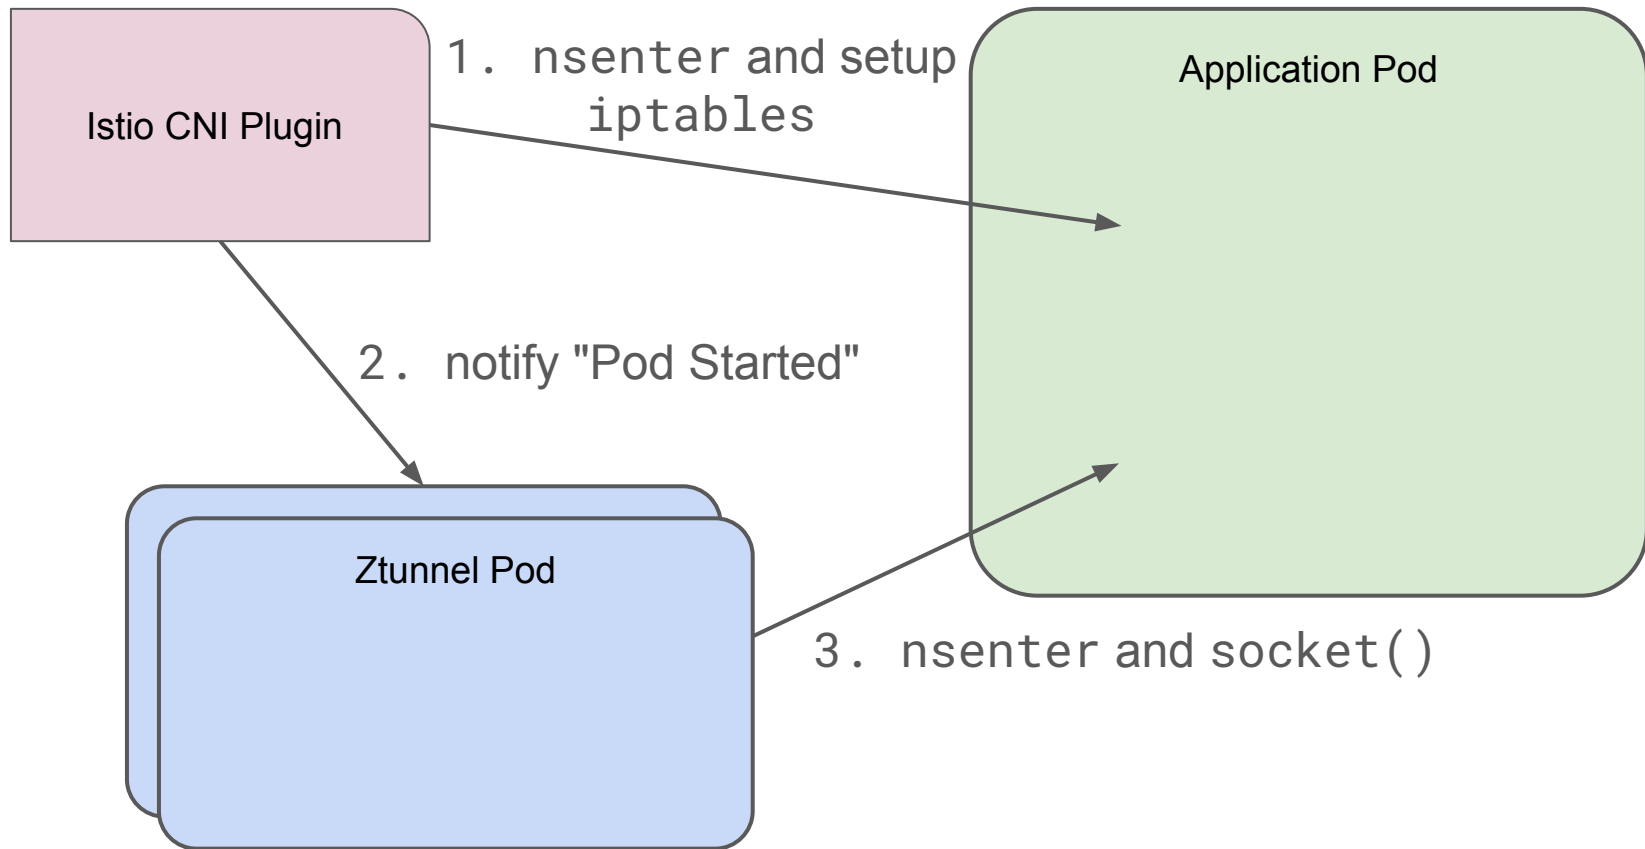 Istio CNI Plugin
1. nsenter and setup
iptables
Application Pod
2. notify "Pod Started"
Ztunnel Pod
3. nsenter and socket()